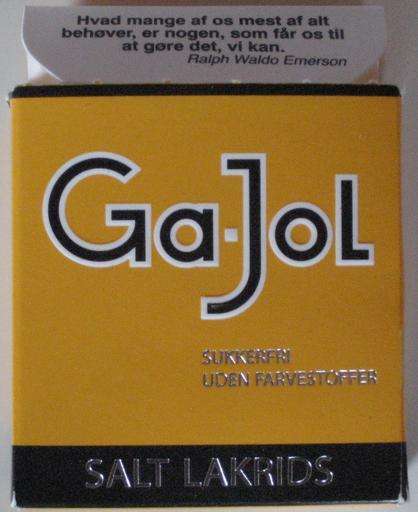 Hvad mange af os mest af alt
behøver, er nogen, som får os til
at gøre det, vi kan.
Ralph Waldo Emerson
Ga-Jol
SUKKERFRI
UDEN FARVESTOFFER
SALT LAKRIDS